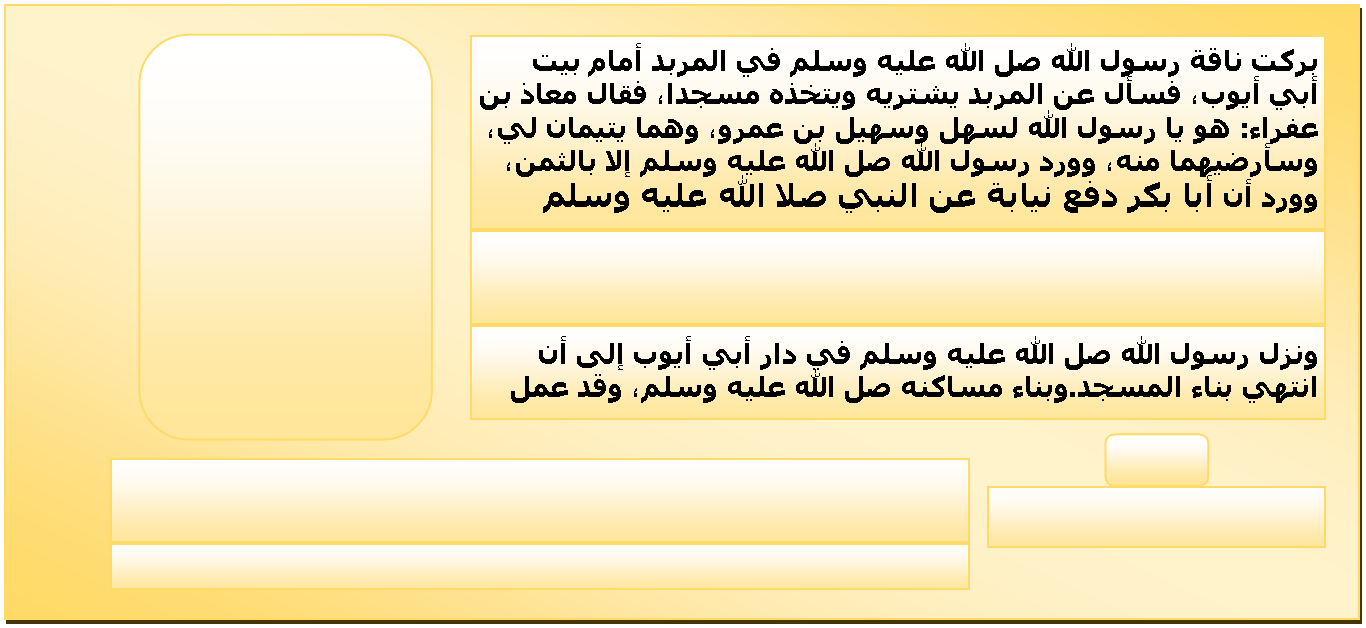 بركت ناقة رسول الله صل الله عليه وسلم في المربد أمام بيت
أبي أيوب، فسأل عن المربد يشتريه ويتخذه مسجدا، فقال معاذ بن
عفراء: هو يا رسول الله لسهل وسهيل بن عمرو، وهما يتيمان لي،
وسأرضيهما منه، وورد رسول الله صل الله عليه وسلم إلا بالثمن،
وورد أن أبا بكر دفع نيابة عن النبي صلا الله عليه وسلم
ونزل رسول الله صل الله عليه وسلم في دار أبي أيوب إلى أن
انتهي بناء المسجد.وبناء مساكنه صل الله عليه وسلم، وقد عمل